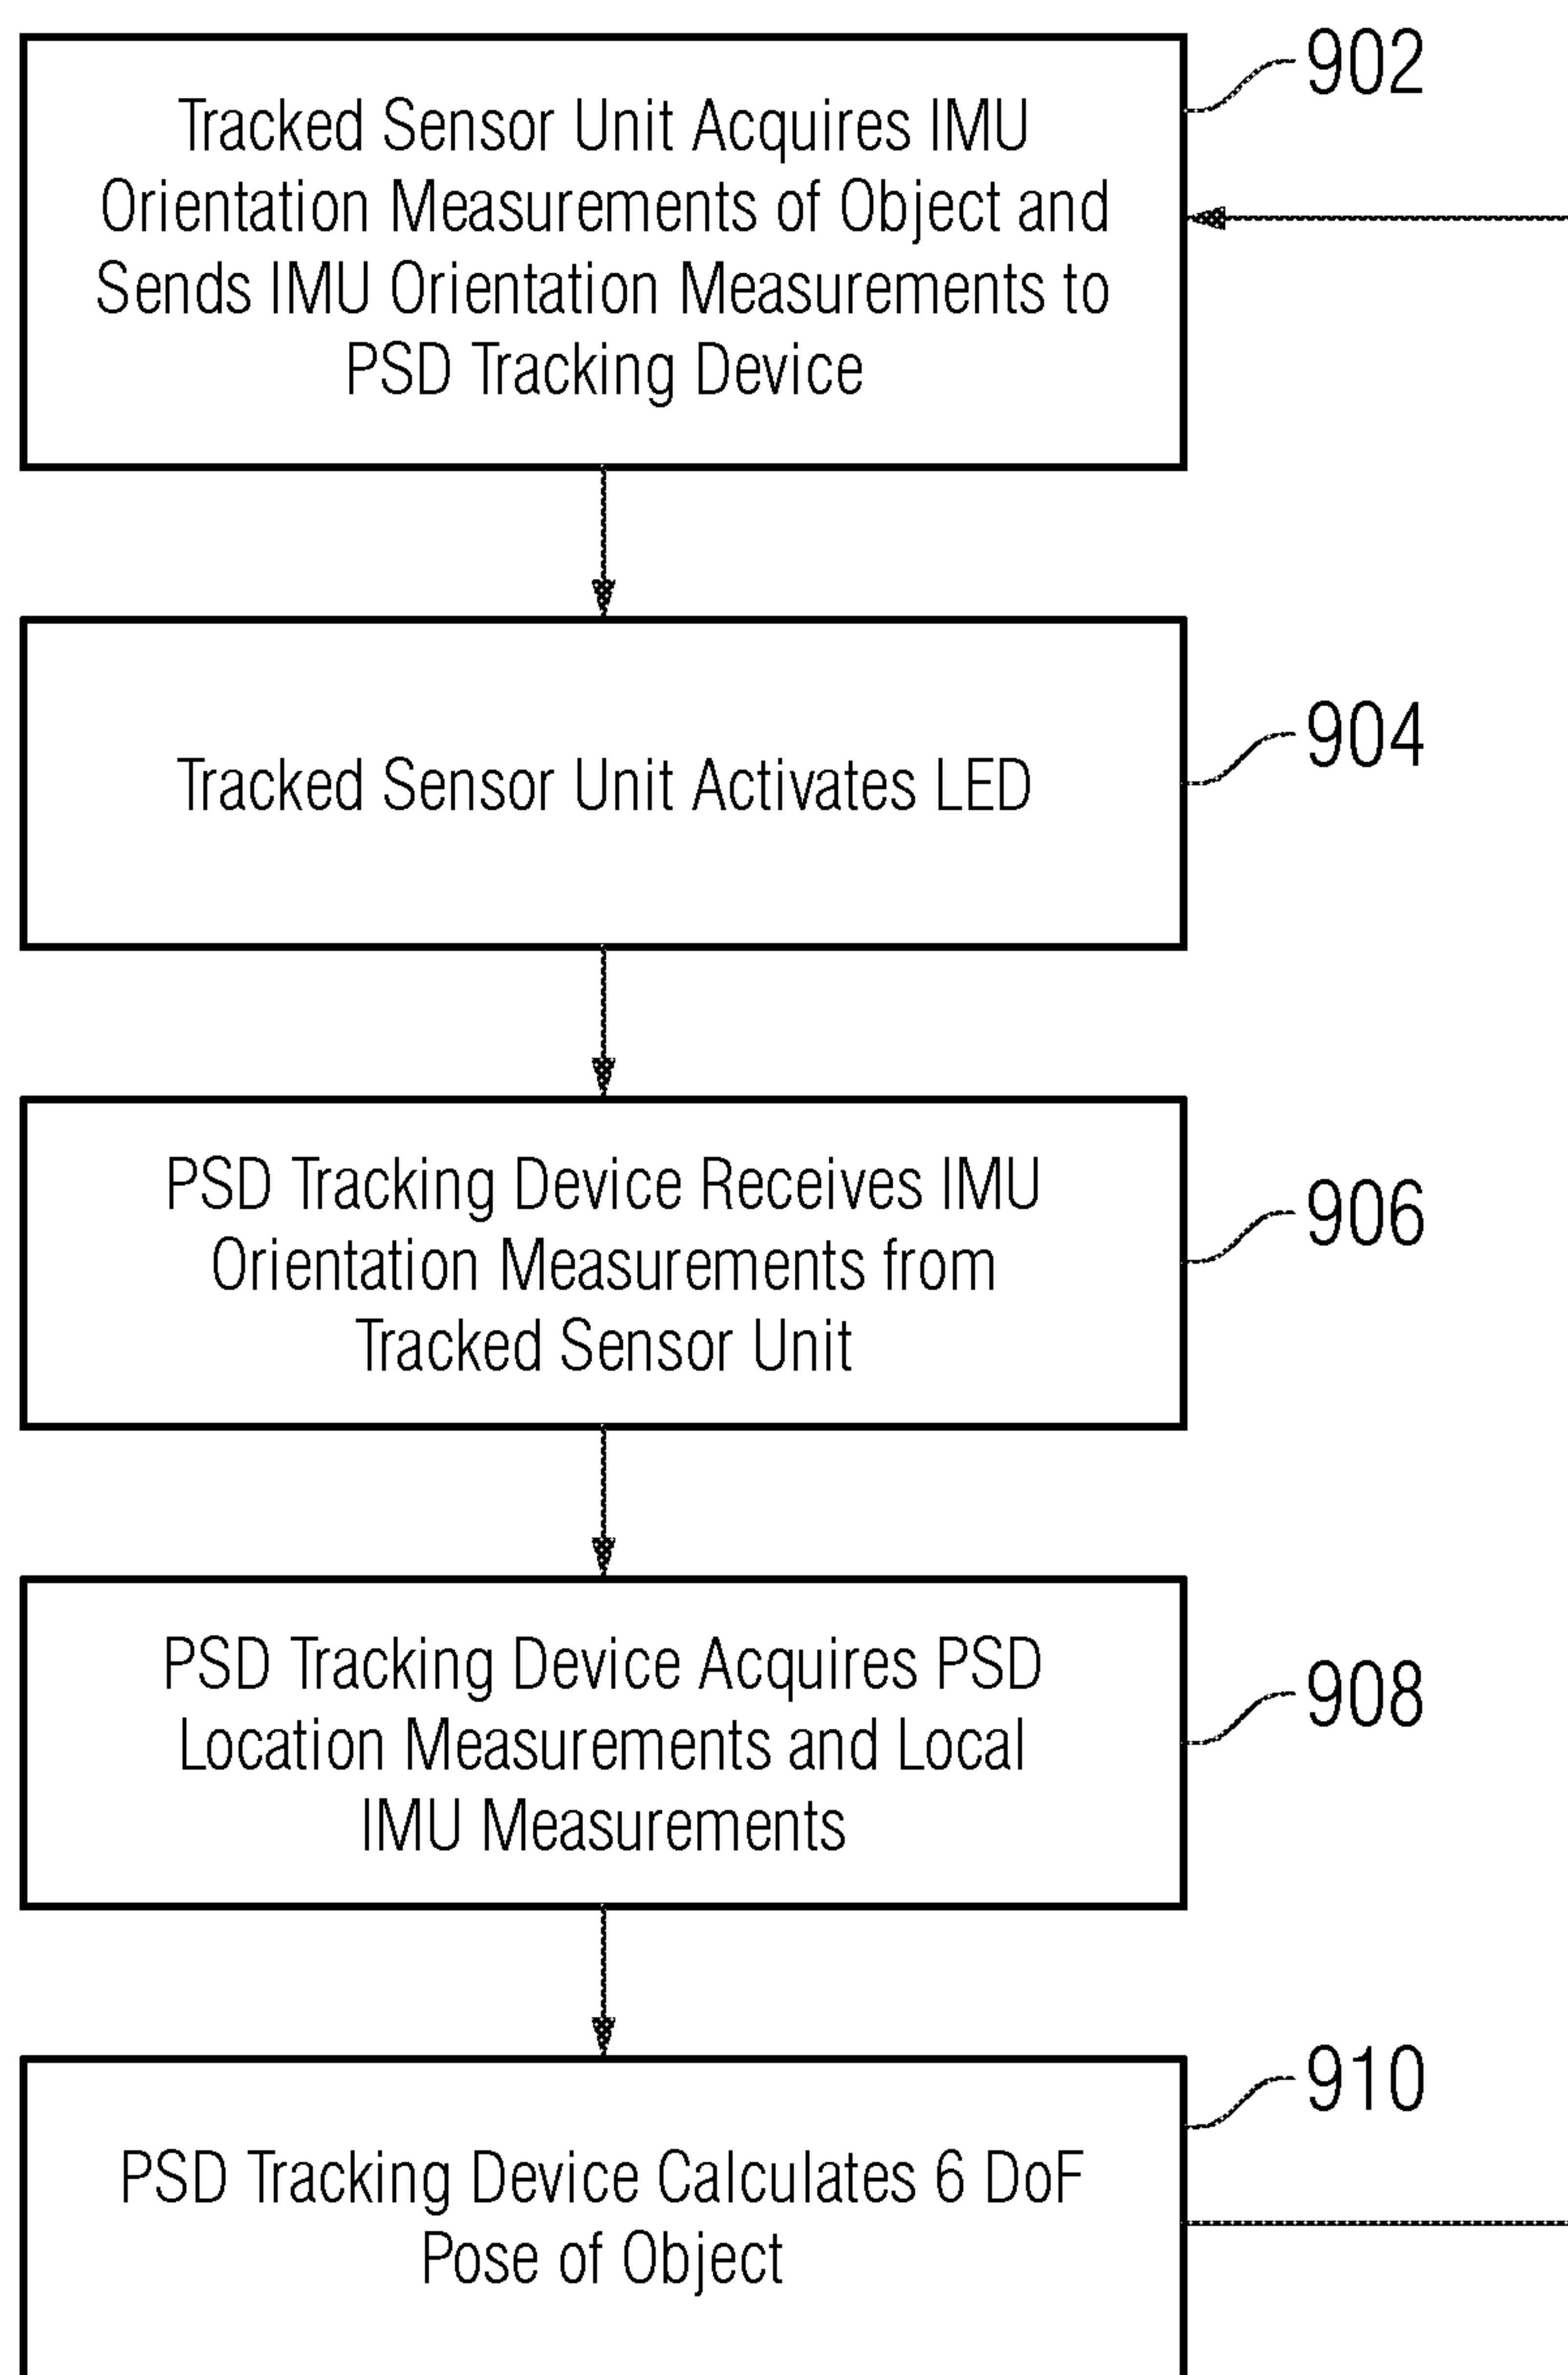 902
Tracked Sensor Unit Acquires IMU
Orientation Measurements of Object and
Sends IMU Orientation Measurements to
PSD Tracking Device
904
Tracked Sensor Unit Activates LED
906
PSD Tracking Device Receives IMU
Orientation Measurements from
Tracked Sensor Unit
908
PSD Tracking Device Acquires PSD
Location Measurements and Local
IMU Measurements
910
PSD Tracking Device Calculates 6 DoF
Pose of Object